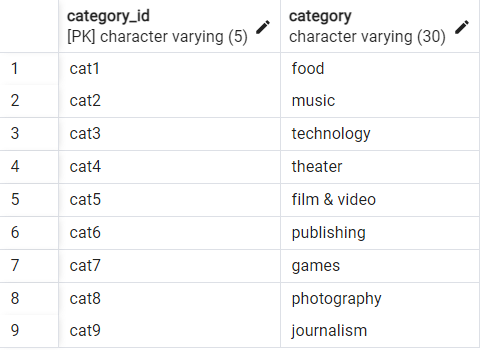 category_id category
[PK] character varying (5) character varying (30)
1 cat1 food
2 cat2 music
3 cat3 technology
4 cat4 theater
5 cat5 film & video
6 cat6 publishing
7 cat7 games
8 cat8 photography
9 cat9 journalism